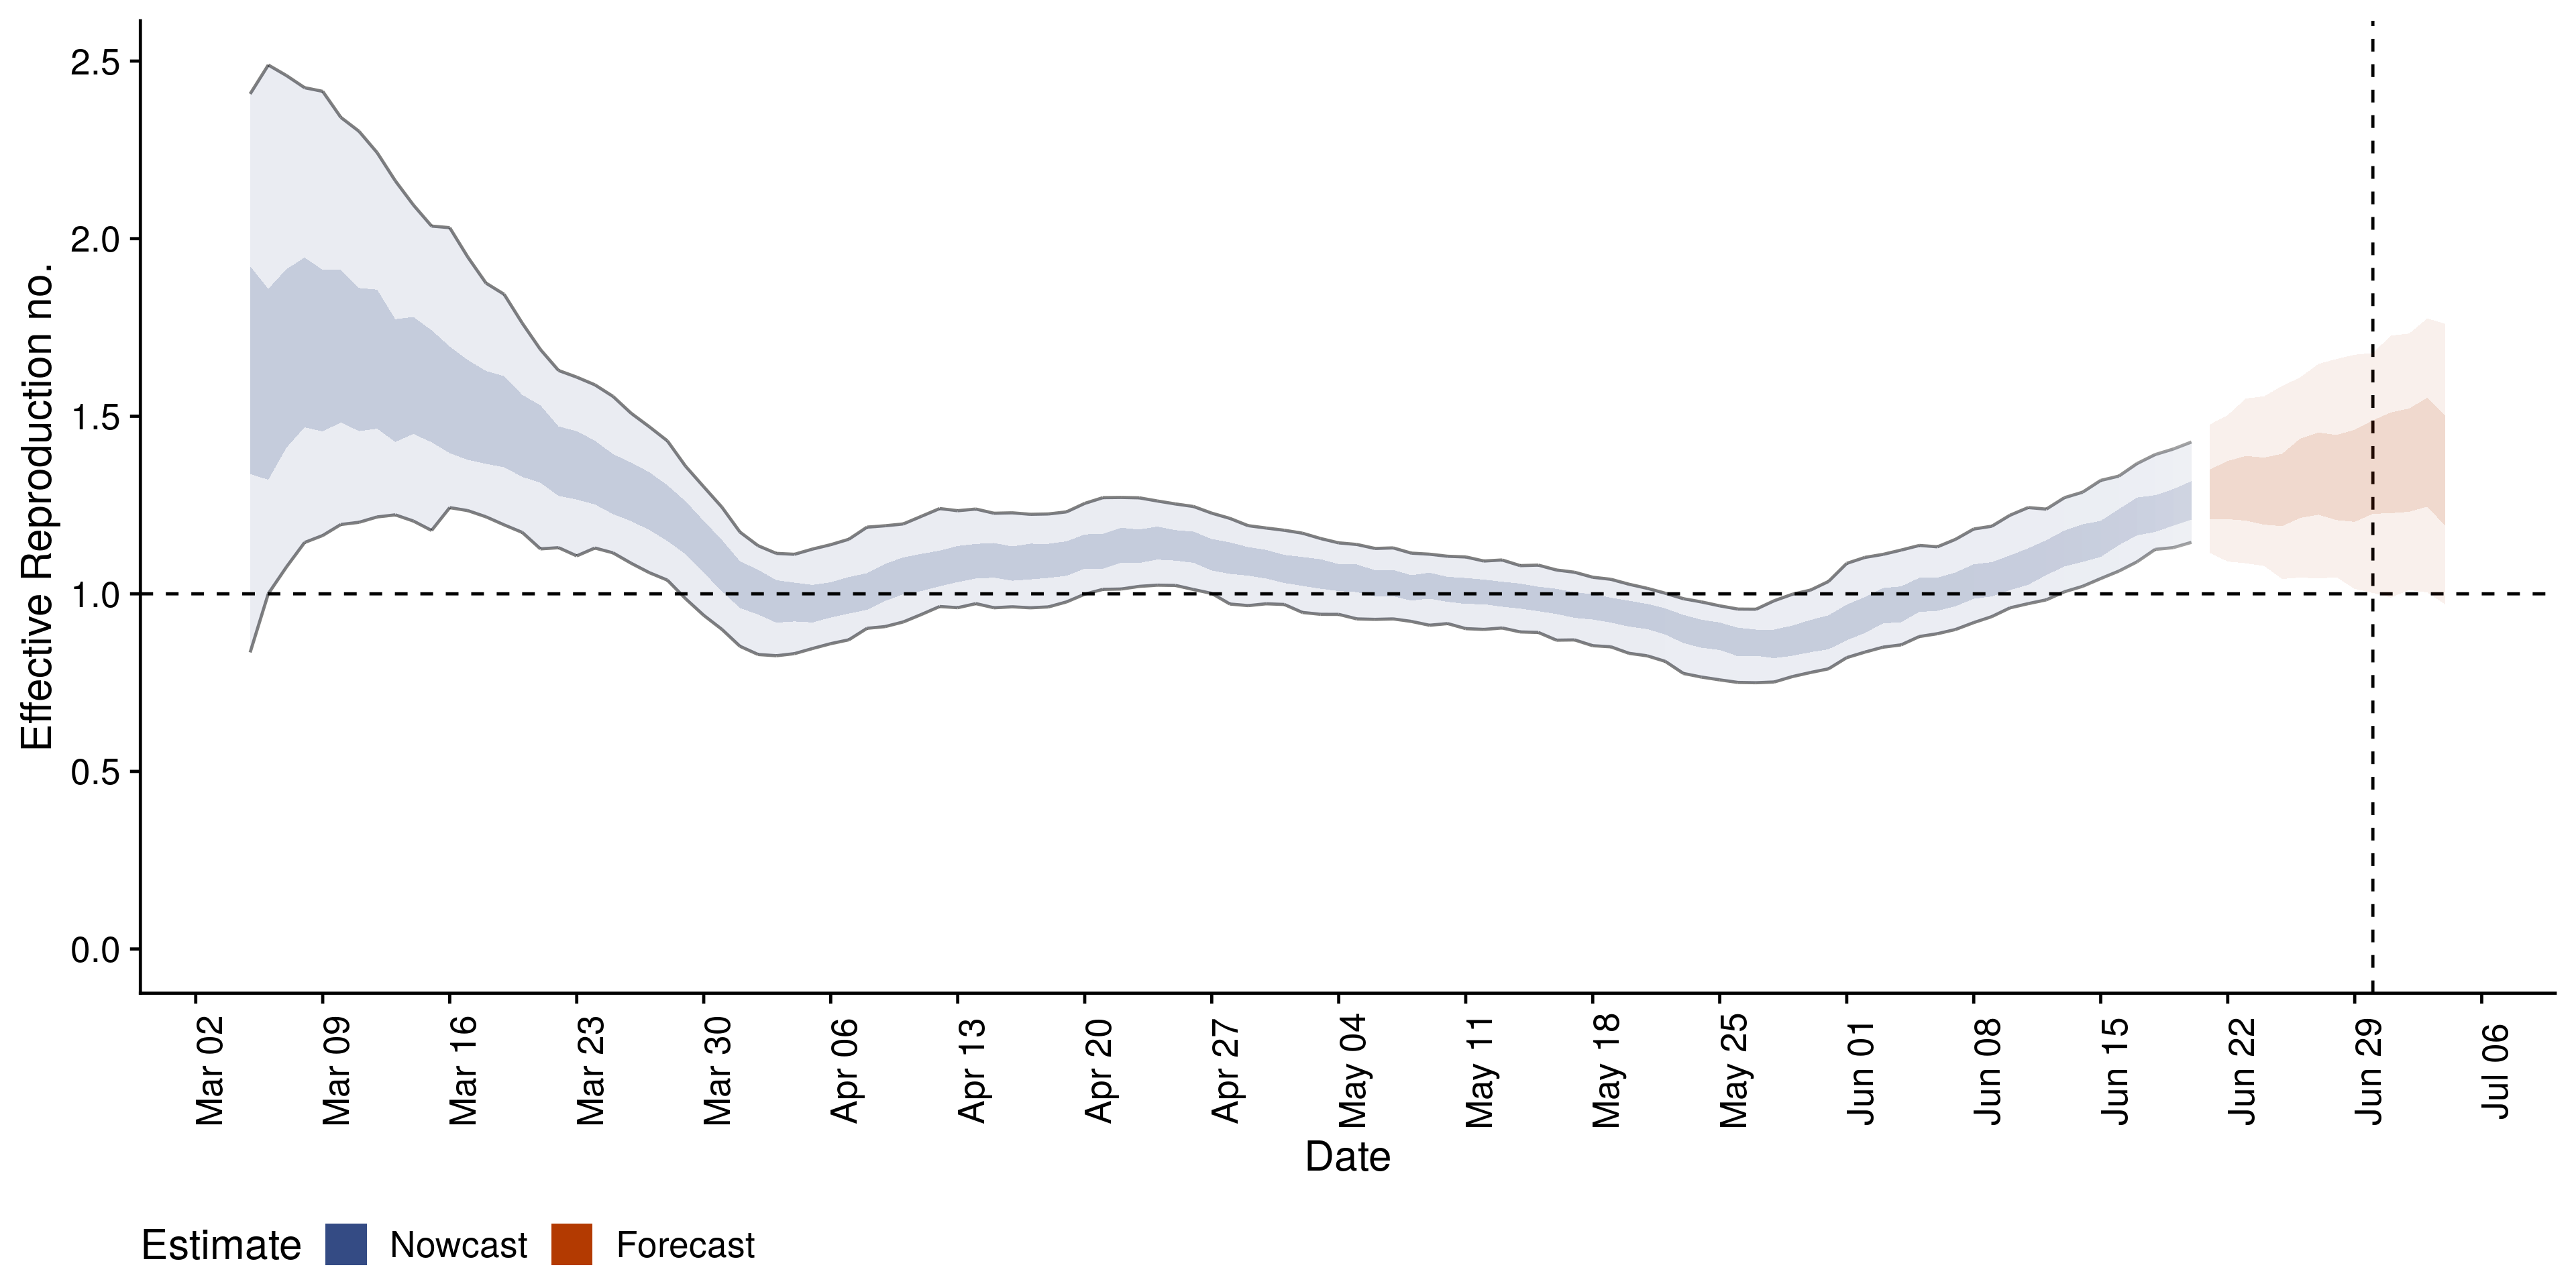 Effective Reproduction no.
2.5
2.0
1.5
1.0
0.5
0.0
Mar 02
Mar 09
Mar 16
Mar 23
Mar 30
Apr 06
Apr 13
Apr 20
Apr 27
May 04
May 11
May 18
May 25
Jun 01
Jun 08
Jun 15
Jun 22
Jun 29
Jul 06
Date
Estimate Nowcast Forecast